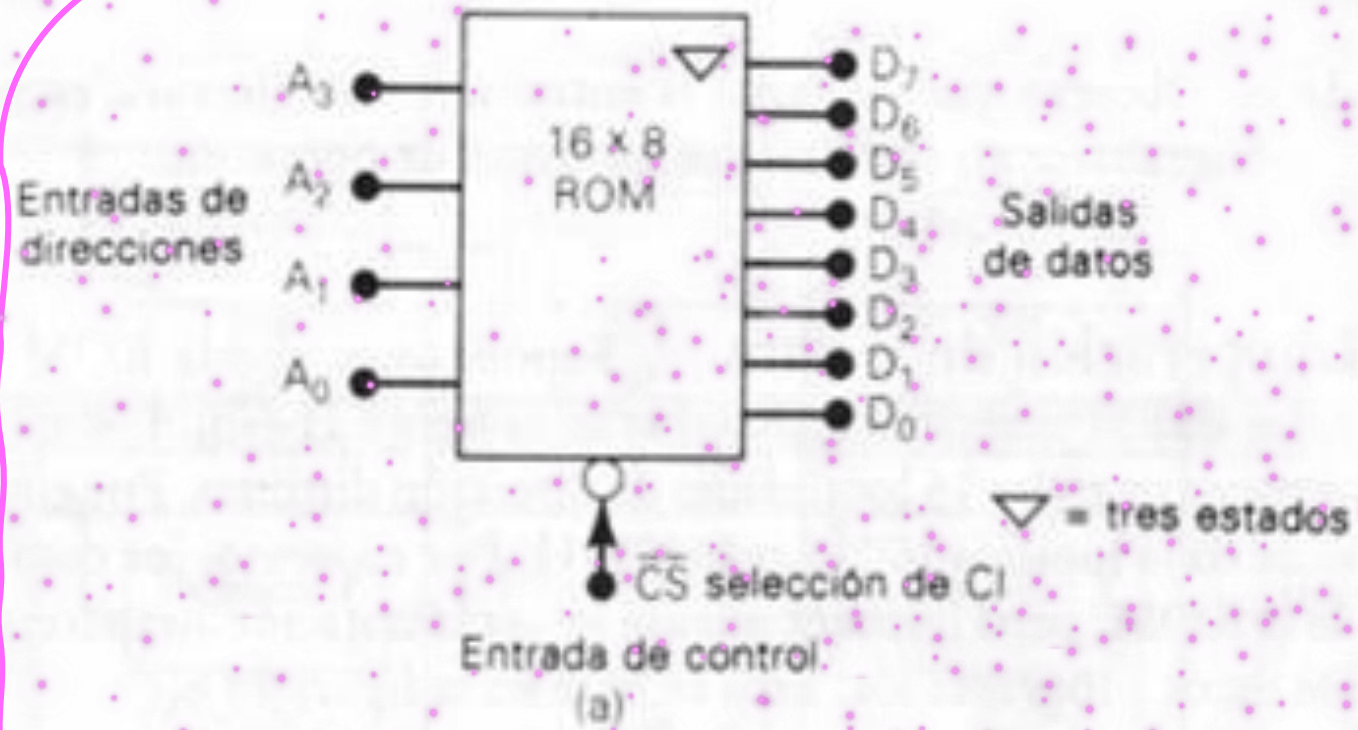 A3
A2
A1
A0
Entradas de
direcciones
16 × 8
ROM
D7
D6
D5
D4
D3
D2
D1
D0
Salidas
de datos
▽ = tres estados
C̅S̅ selección de CI
Entrada de control
(a)